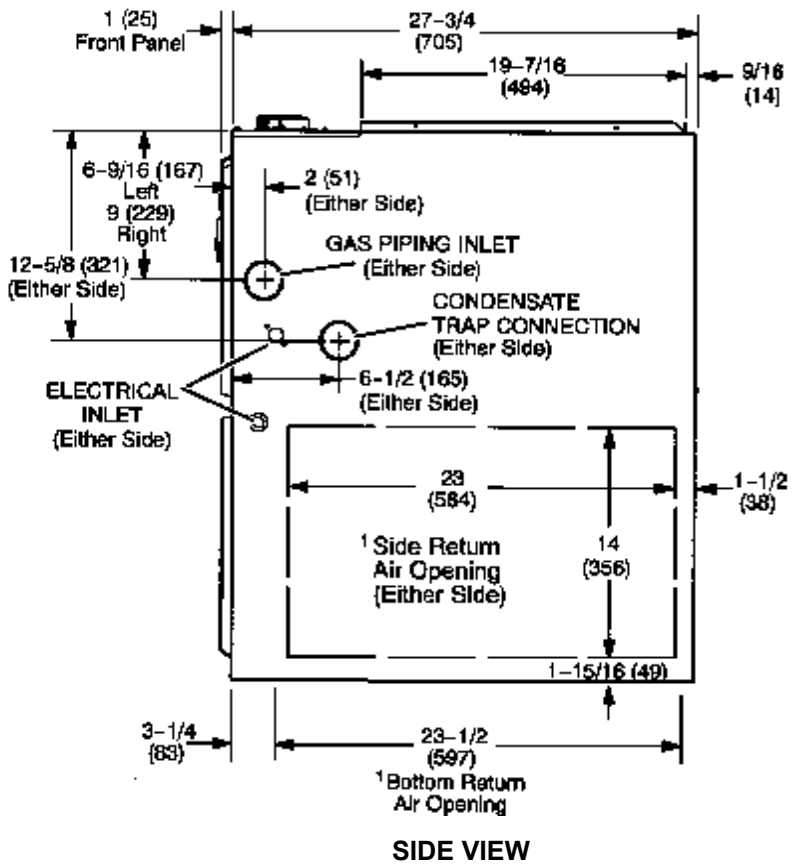 1 (25)
Front Panel
27–3/4
(705)
19–7/16
(494)
9/16
(14]
6–9/16 (167)
Left
9 (229)
Right
2 (51)
(Either Side)
12–5/8 (321)
(Either Side)
GAS PIPING INLET
(Either Side)
CONDENSATE
TRAP CONNECTION
(Either Side)
6-1/2 (165)
(Either Side)
ELECTRICAL
INLET
(Either Side)
23
(584)
1–1/2
(38)
1 Side Return
Air Opening
(Either Side)
14
(356)
1–15/16 (49)
3–1/4
(83)
23–1/2
(597)
1 Bottom Return
Air Opening
SIDE VIEW